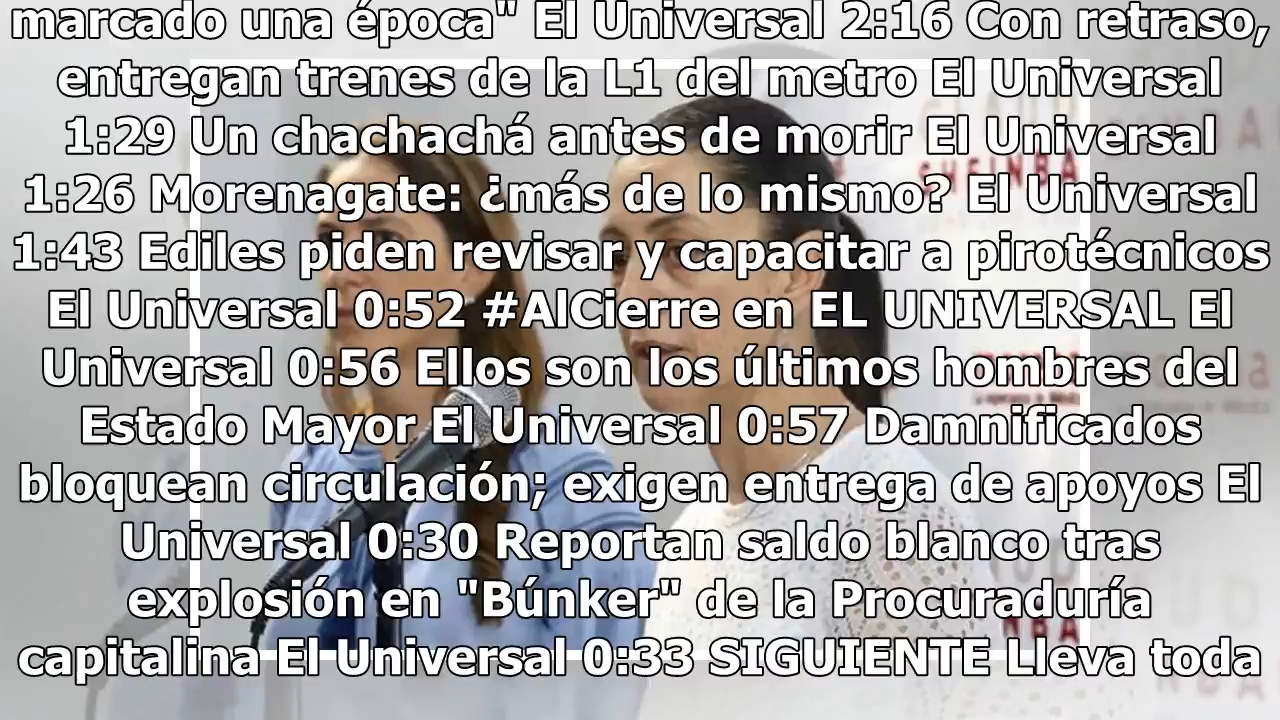 marcado una época" El Universal 2:16 Con retraso,
entregan trenes de la L1 del metro El Universal
1:29 Un chachachá antes de morir El Universal
1:26 Morenagate: ¿más de lo mismo? El Universal
1:43 Ediles piden revisar y capacitar a pirotécnicos
El Universal 0:52 #AlCierre en EL UNIVERSAL El
Universal 0:56 Ellos son los últimos hombres del
Estado Mayor El Universal 0:57 Damnificados
bloquean circulación; exigen entrega de apoyos El
Universal 0:30 Reportan saldo blanco tras
explosión en "Búnker" de la Procuraduría
capitalina El Universal 0:33 SIGUIENTE Lleva toda